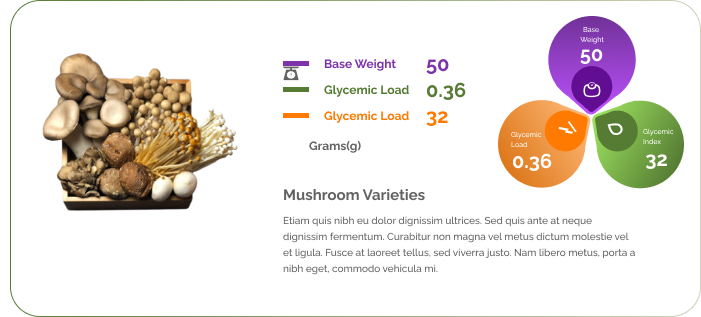 Base Weight 50
Glycemic Load 0.36
Glycemic Load 32
Grams(g)
Base
Weight
50
Glycemic
Load
0.36
Glycemic
Index
32
Mushroom Varieties
Etiam quis nibh eu dolor dignissim ultrices. Sed quis ante at neque
dignissim fermentum. Curabitur non magna vel metus dictum molestie vel
et ligula. Fusce at laoreet tellus, sed viverra justo. Nam libero metus, porta a
nibh eget, commodo vehicula mi.